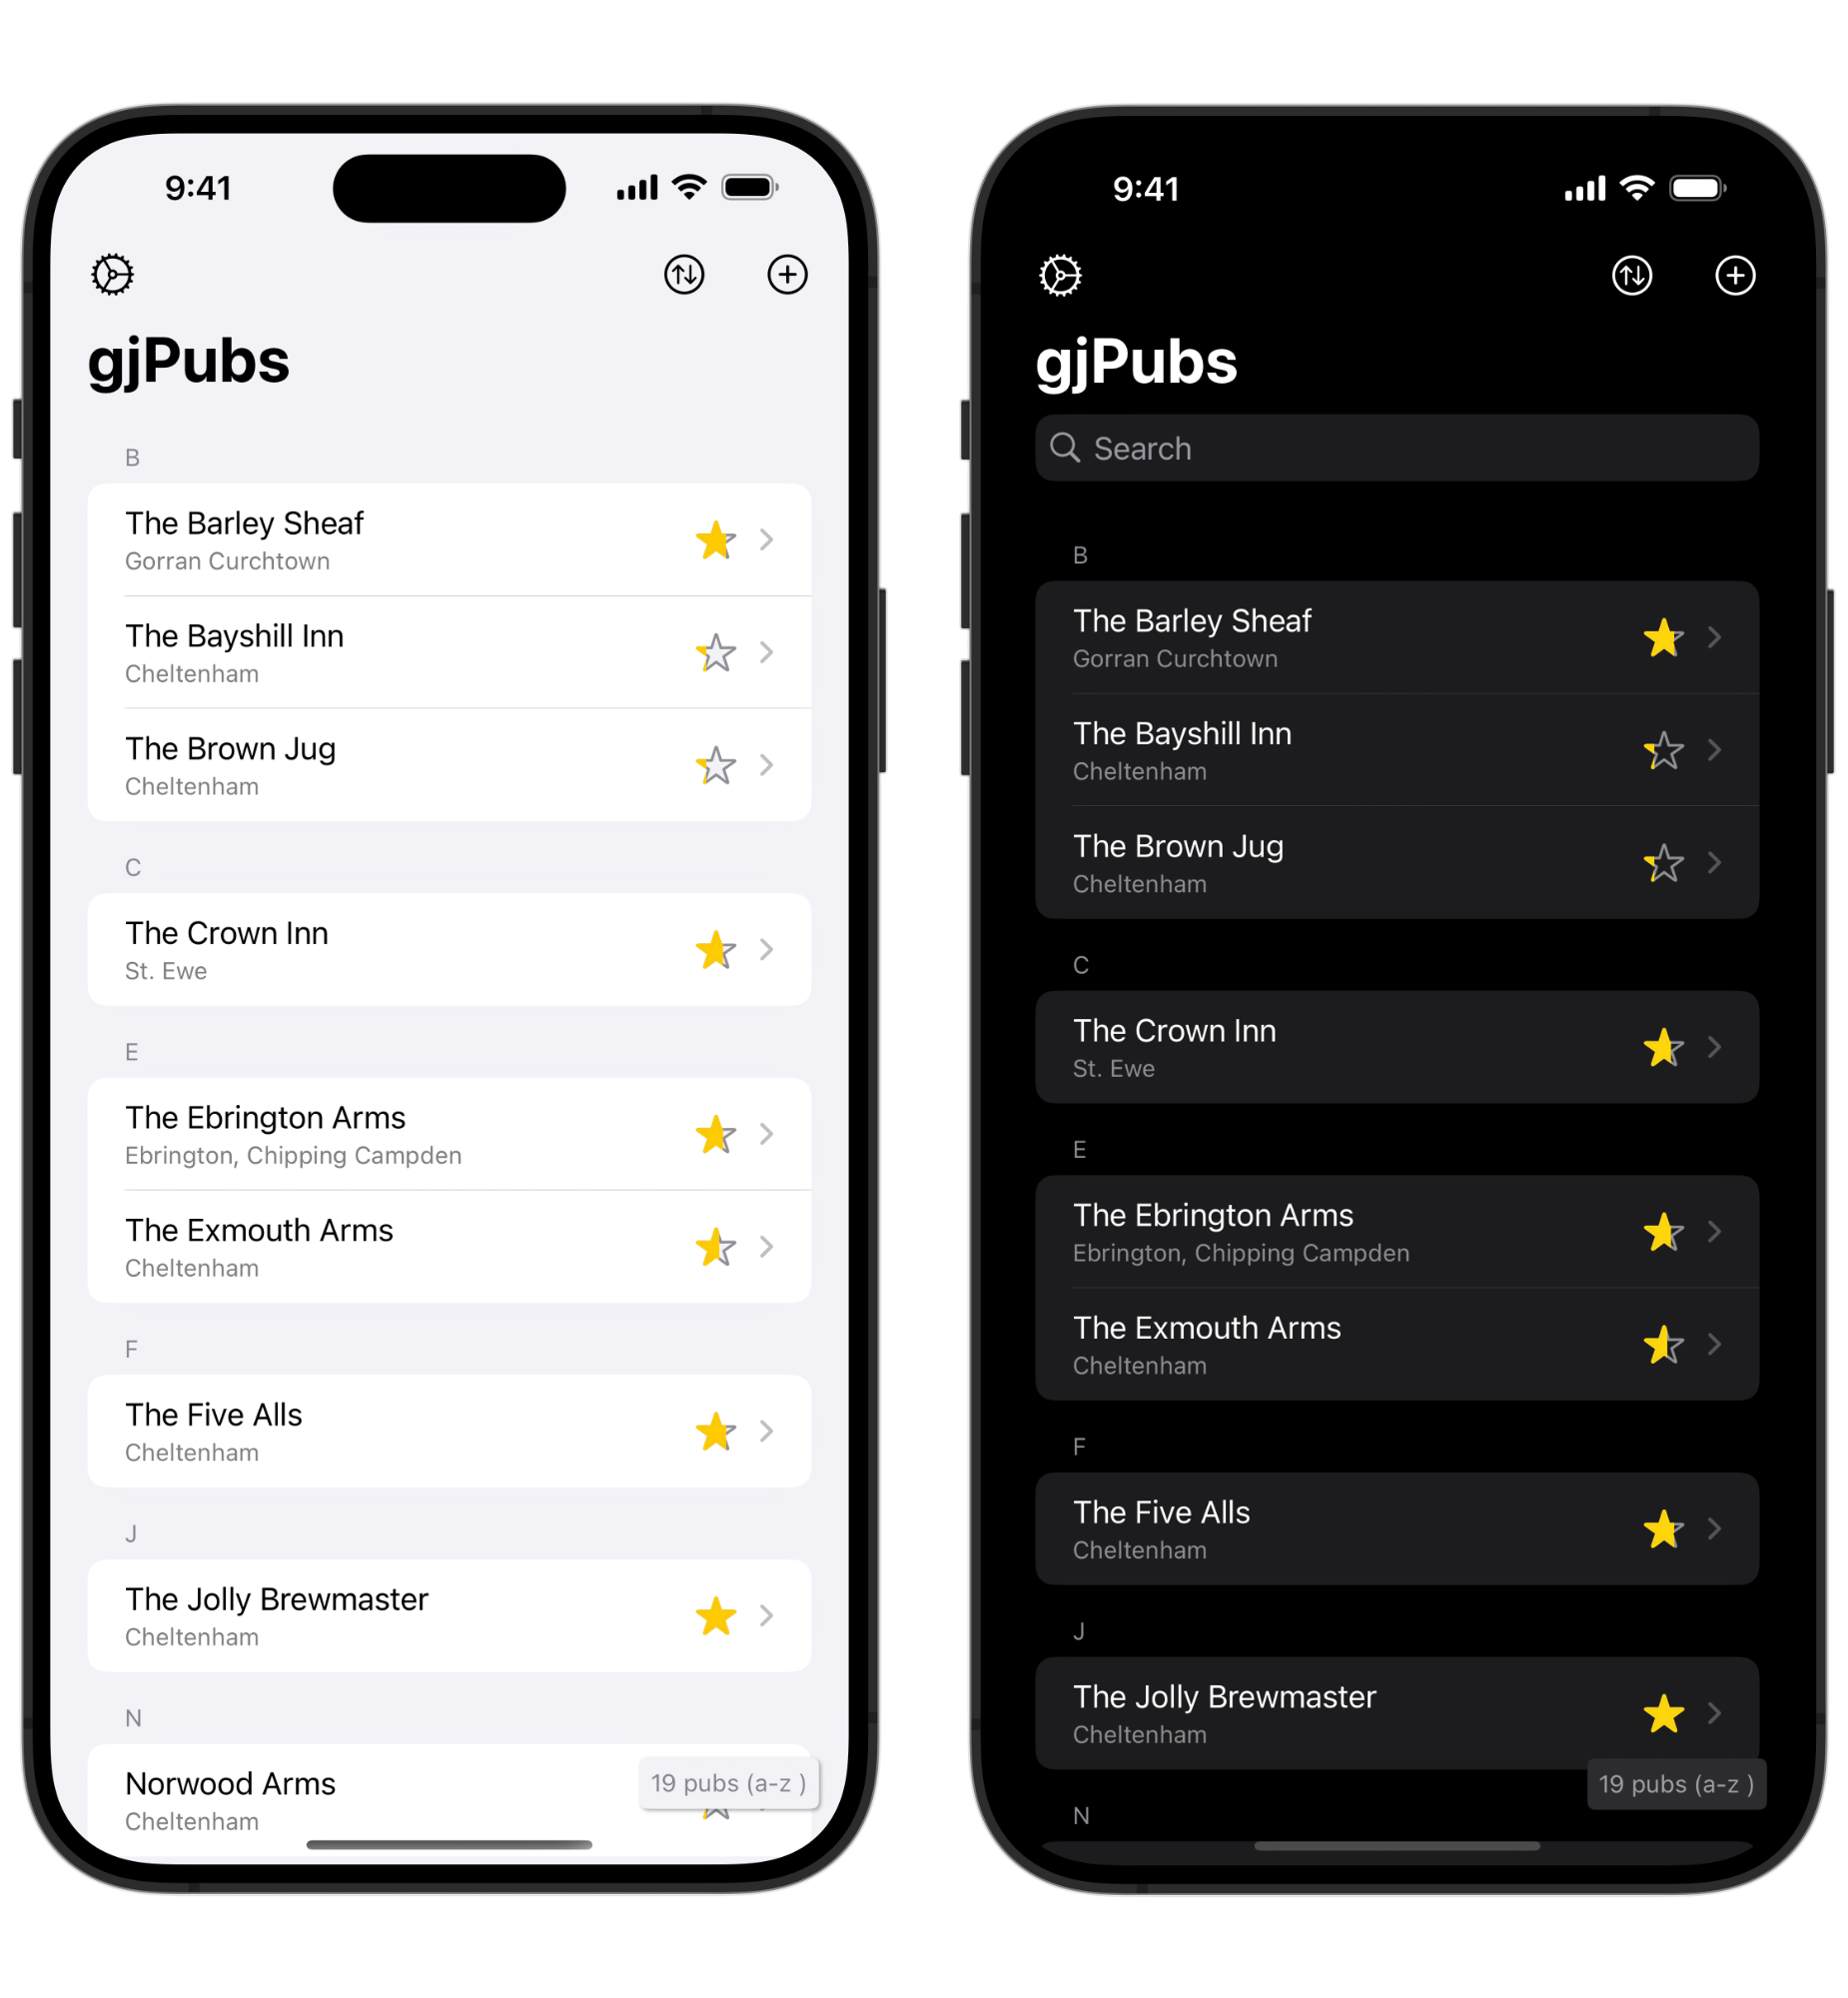 9:41
gjPubs
B
The Barley Sheaf
Gorran Curchtown
The Bayshill Inn
Cheltenham
The Brown Jug
Cheltenham
C
The Crown Inn
St. Ewe
E
The Ebrington Arms
Ebrington, Chipping Campden
The Exmouth Arms
Cheltenham
F
The Five Alls
Cheltenham
J
The Jolly Brewmaster
Cheltenham
N
Norwood Arms
Cheltenham
19 pubs (a-z )
9:41
gjPubs
Search
B
The Barley Sheaf
Gorran Curchtown
The Bayshill Inn
Cheltenham
The Brown Jug
Cheltenham
C
The Crown Inn
St. Ewe
E
The Ebrington Arms
Ebrington, Chipping Campden
The Exmouth Arms
Cheltenham
F
The Five Alls
Cheltenham
J
The Jolly Brewmaster
Cheltenham
19 pubs (a-z )
N